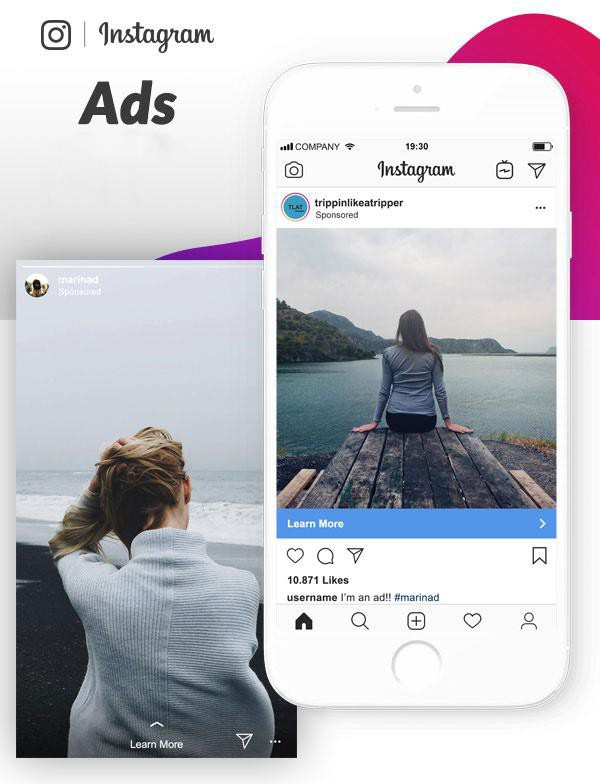 Instagram
Ads
COMPANY 19:30
Instagram
TLAT
trippinlikeatripper
Sponsored
Learn More
10.871 Likes
username I'm an ad!! #marinad
marinad
Sponsored
Learn More